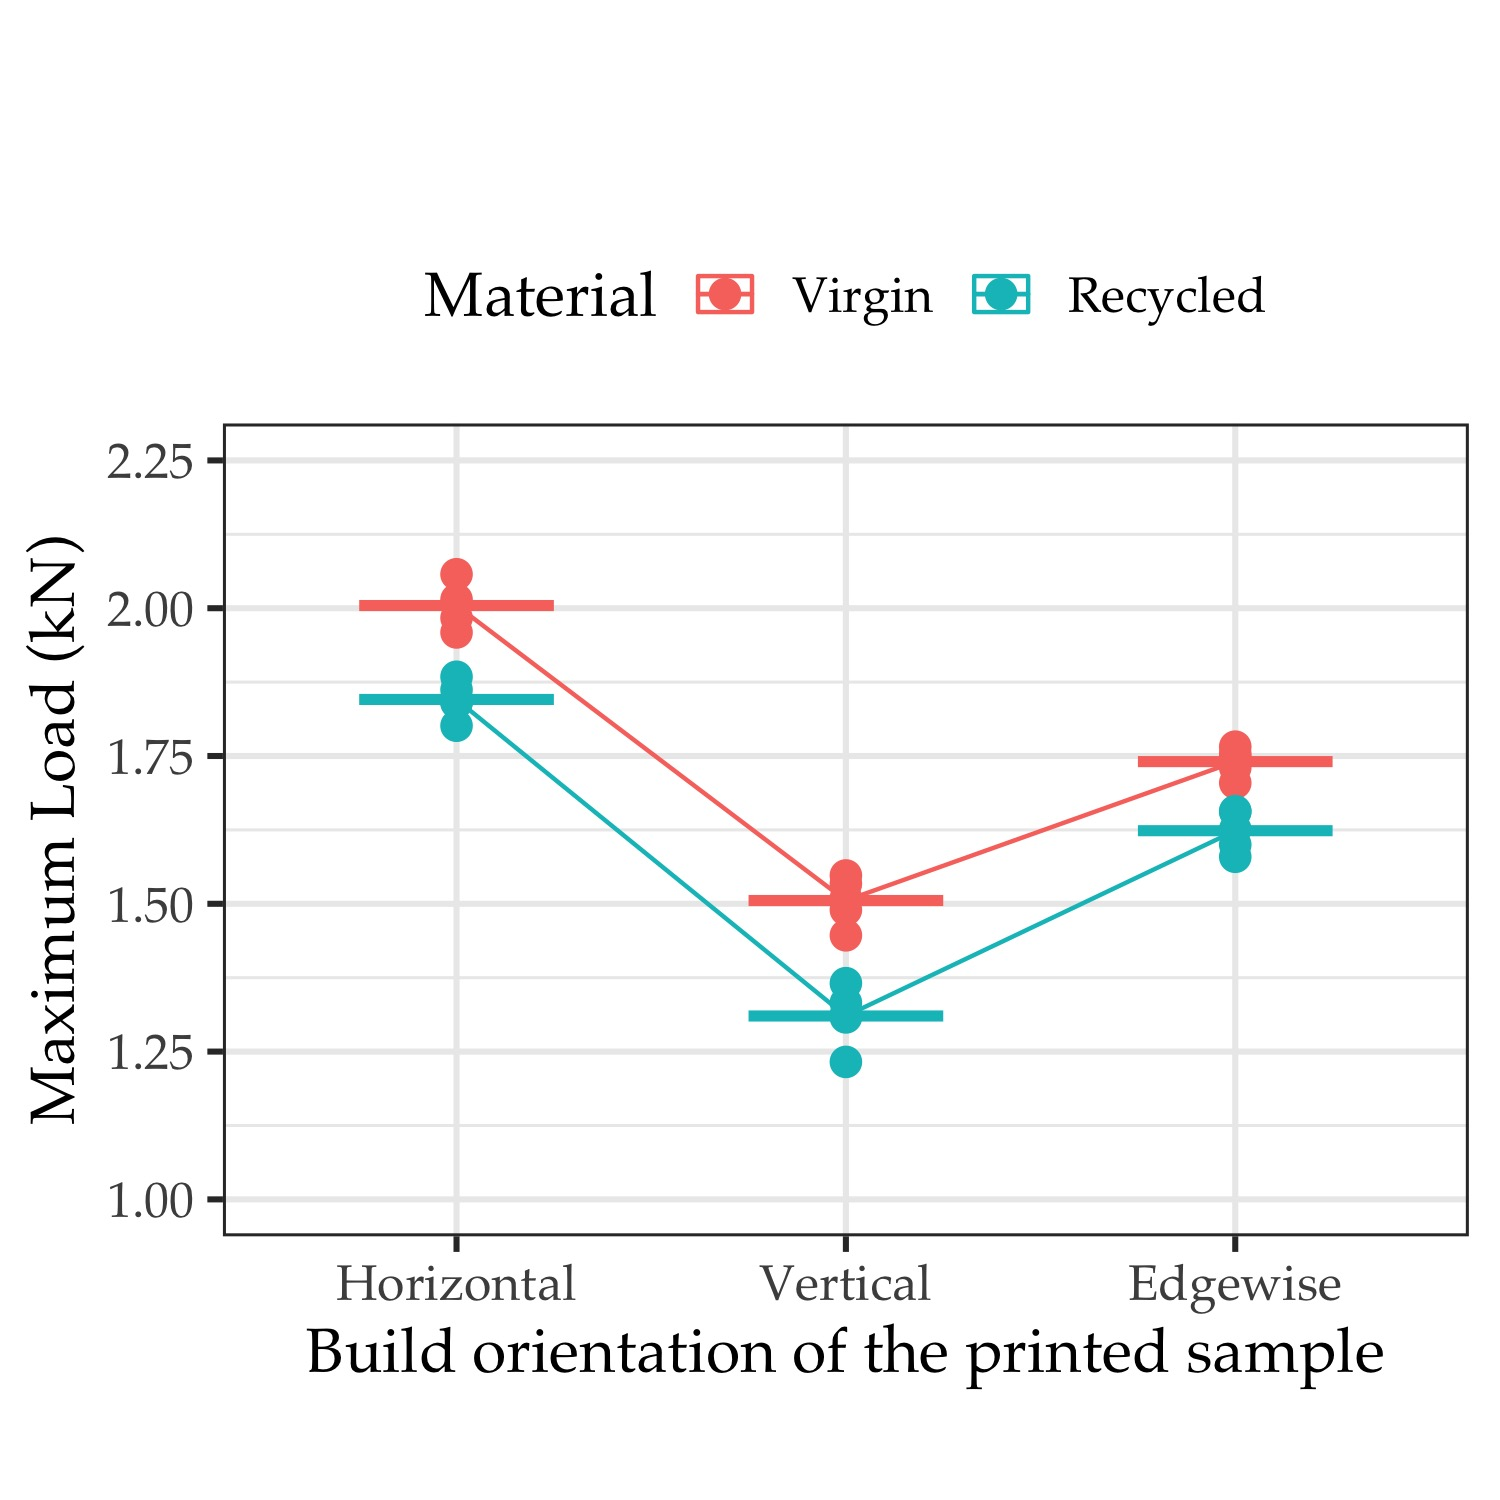 Material Virgin Recycled
2.25
2.00
1.75
1.50
1.25
1.00
Maximum Load (kN)
Horizontal Vertical Edgewise
Build orientation of the printed sample